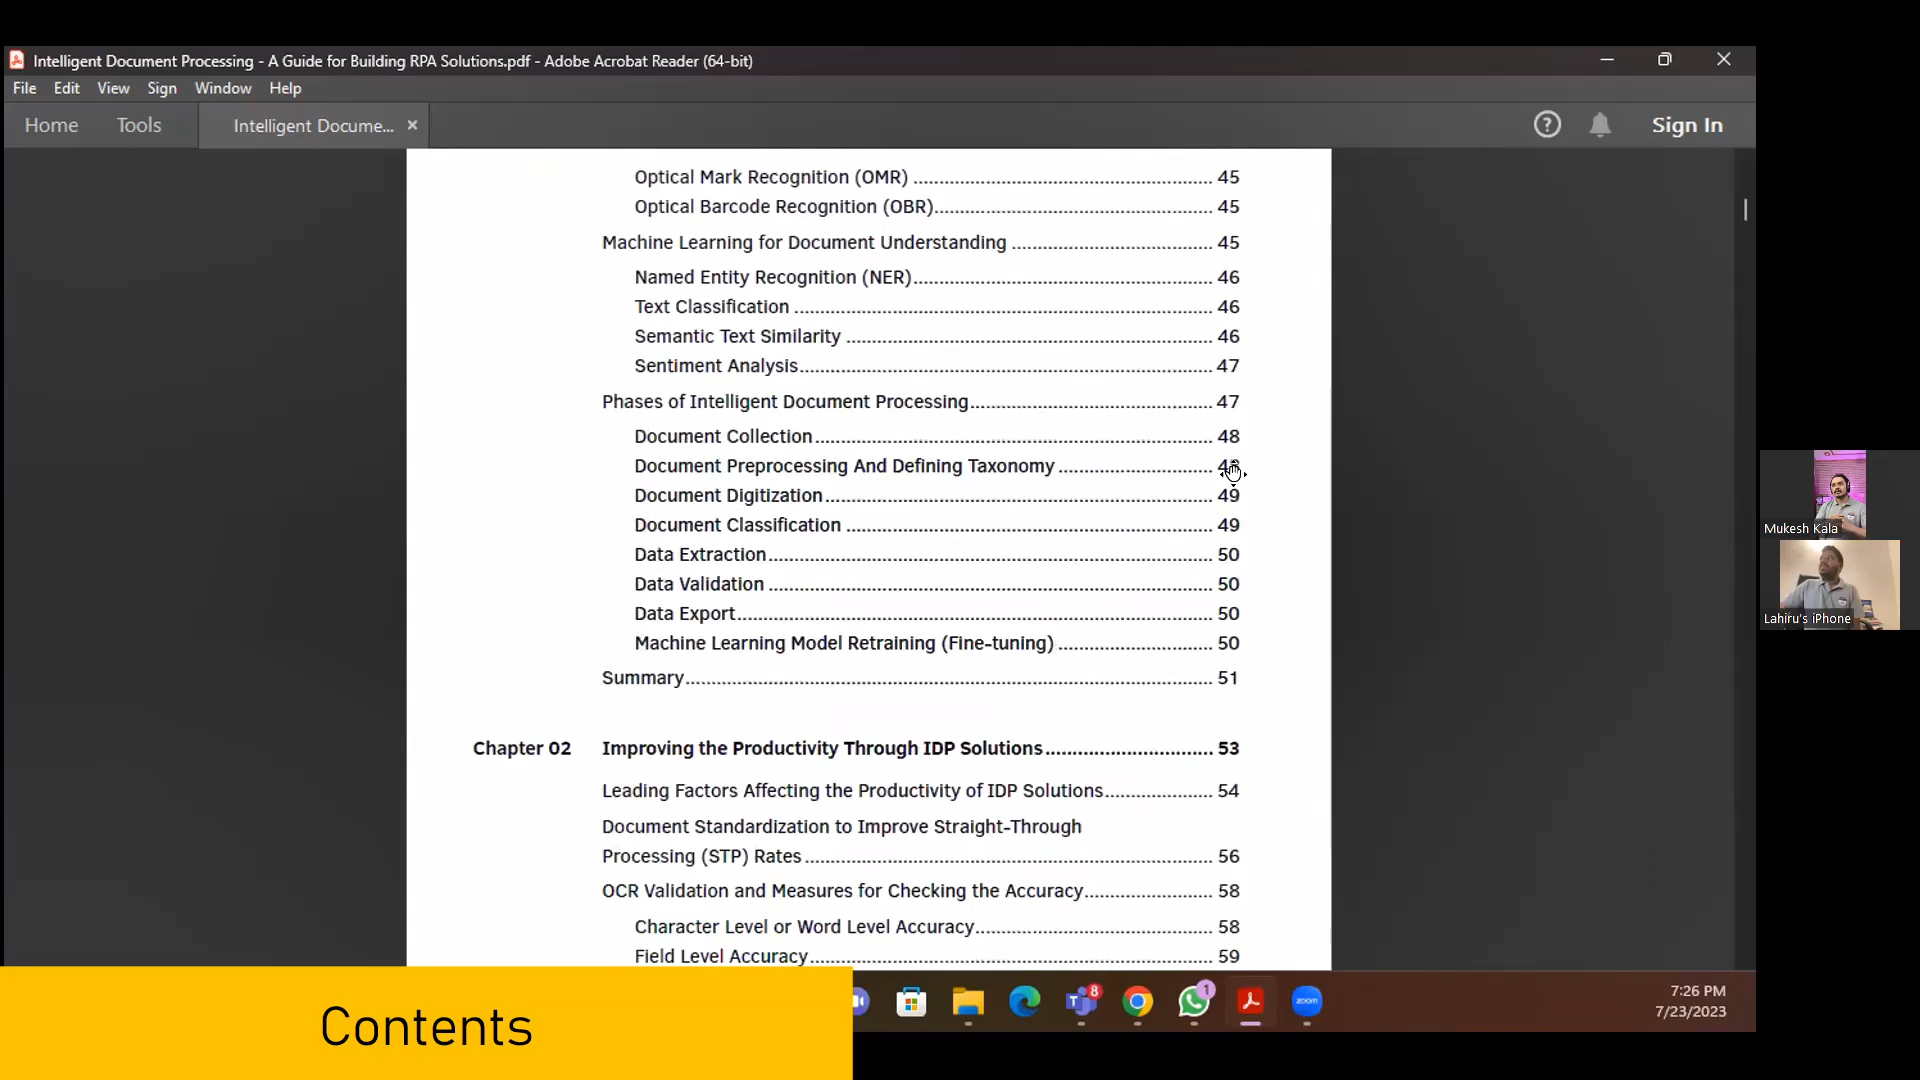 Intelligent Document Processing - A Guide for Building RPA Solutions.pdf - Adobe Acrobat Reader (64-bit)
File Edit View Sign Window Help
Home Tools Intelligent Docume... × Sign In
Optical Mark Recognition (OMR) ........ 45
Optical Barcode Recognition (OBR)........ 45
Machine Learning for Document Understanding ........ 45
Named Entity Recognition (NER)........ 46
Text Classification ........ 46
Semantic Text Similarity ........ 46
Sentiment Analysis........ 47
Phases of Intelligent Document Processing........ 47
Document Collection........ 48
Document Preprocessing And Defining Taxonomy ........
Document Digitization........ 49
Document Classification ........ 49
Data Extraction........ 50
Data Validation ........ 50
Data Export........ 50
Machine Learning Model Retraining (Fine-tuning) ........ 50
Summary........ 51
Chapter 02 Improving the Productivity Through IDP Solutions........ 53
Leading Factors Affecting the Productivity of IDP Solutions........ 54
Document Standardization to Improve Straight-Through
Processing (STP) Rates ........ 56
OCR Validation and Measures for Checking the Accuracy........ 58
Character Level or Word Level Accuracy........ 58
Field Level Accuracy........ 59
Mukesh Kala
Lahiru's iPhone
Contents
8
1
zoom
7:26 PM
7/23/2023